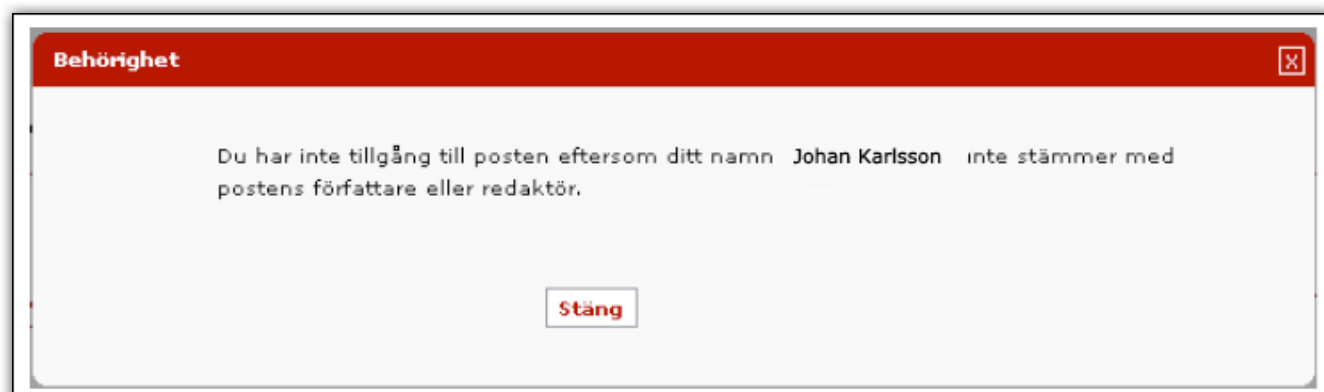 Behörighet X
Du har inte tillgång till posten eftersom ditt namn Johan Karlsson inte stämmer med
postens författare eller redaktör.
Stäng